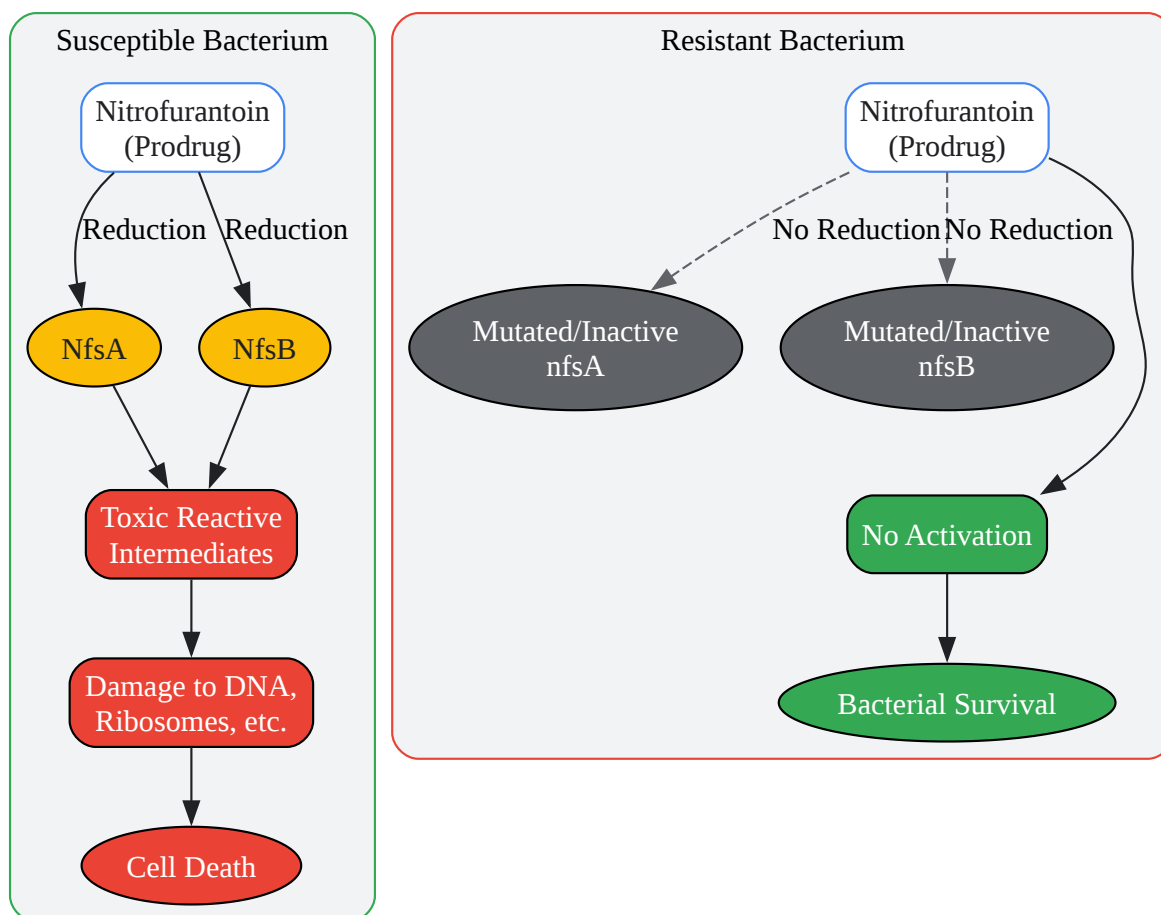 Susceptible Bacterium
Nitrofurantoin
(Prodrug)
Reduction
Reduction
NfsA
NfsB
Toxic Reactive
Intermediates
Damage to DNA,
Ribosomes, etc.
Cell Death
Resistant Bacterium
Nitrofurantoin
(Prodrug)
No Reduction
No Reduction
Mutated/Inactive
nfsA
Mutated/Inactive
nfsB
No Activation
Bacterial Survival